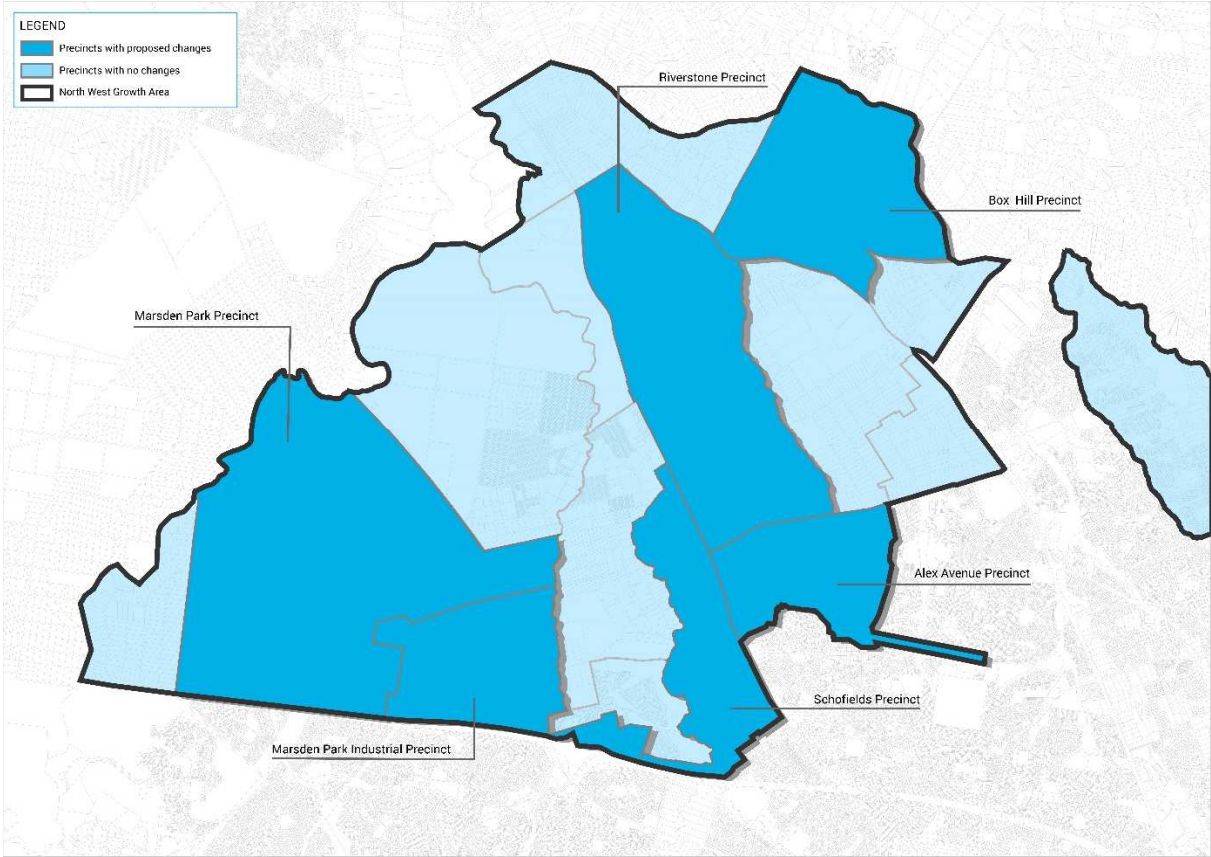 LEGEND
Precincts with proposed changes
Precincts with no changes
North West Growth Area
Riverstone Precinct
Box Hill Precinct
Marsden Park Precinct
Alex Avenue Precinct
Schofields Precinct
Marsden Park Industrial Precinct